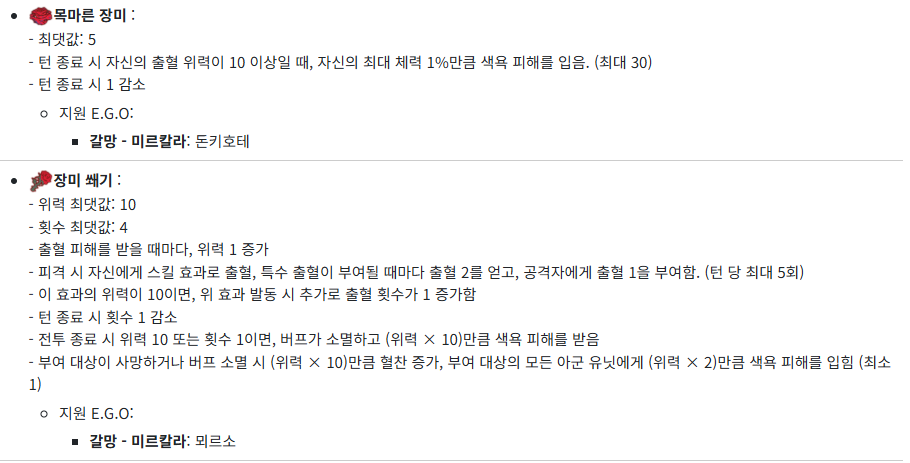 목마른 장미 :
- 최댓값: 5
- 턴 종료 시 자신의 출혈 위력이 10 이상일 때, 자신의 최대 체력 1%만큼 색욕 피해를 입음. (최대 30)
- 턴 종료 시 1 감소
지원 E.G.O:
갈망 - 미르칼라: 돈키호테
장미 쐐기 :
- 위력 최댓값: 10
- 횟수 최댓값: 4
- 출혈 피해를 받을 때마다, 위력 1 증가
- 피격 시 자신에게 스킬 효과로 출혈, 특수 출혈이 부여될 때마다 출혈 2를 얻고, 공격자에게 출혈 1을 부여함. (턴 당 최대 5회)
- 이 효과의 위력이 10이면, 위 효과 발동 시 추가로 출혈 횟수가 1 증가함
- 턴 종료 시 횟수 1 감소
- 전투 종료 시 위력 10 또는 횟수 1이면, 버프가 소멸하고 (위력 × 10)만큼 색욕 피해를 받음
- 부여 대상이 사망하거나 버프 소멸 시 (위력 × 10)만큼 혈찬 증가, 부여 대상의 모든 아군 유닛에게 (위력 × 2)만큼 색욕 피해를 입힘 (최소
1)
지원 E.G.O:
갈망 - 미르칼라: 뫼르소